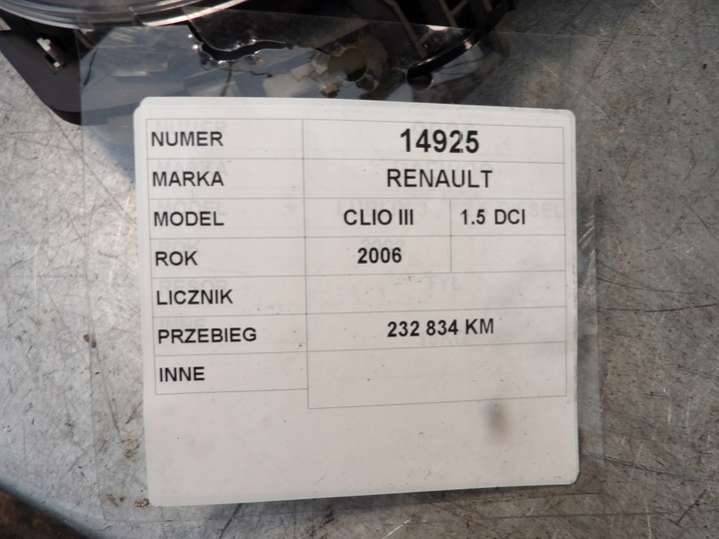 NUMER 14925
MARKA RENAULT
MODEL CLIO III 1.5 DCI
ROK 2006
LICZNIK
PRZEBIEG 232 834 KM
INNE